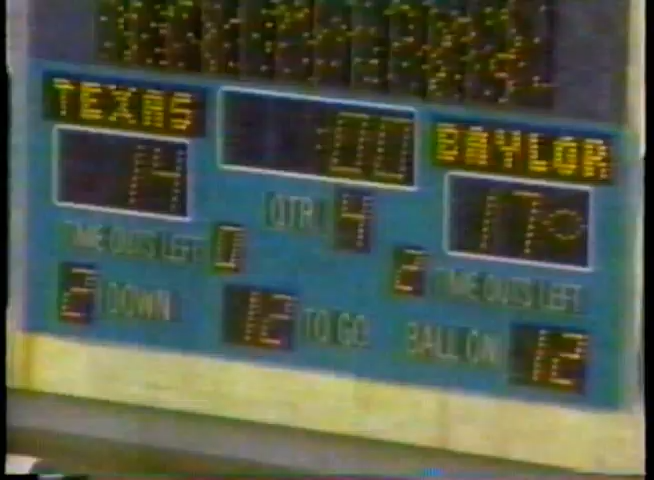 TEXAS BAYLOR
:00
14 17
QTR 4
TIME OUTS LEFT 0
2 TIME OUTS LEFT
2 DOWN 12 TO GO BALL ON 12